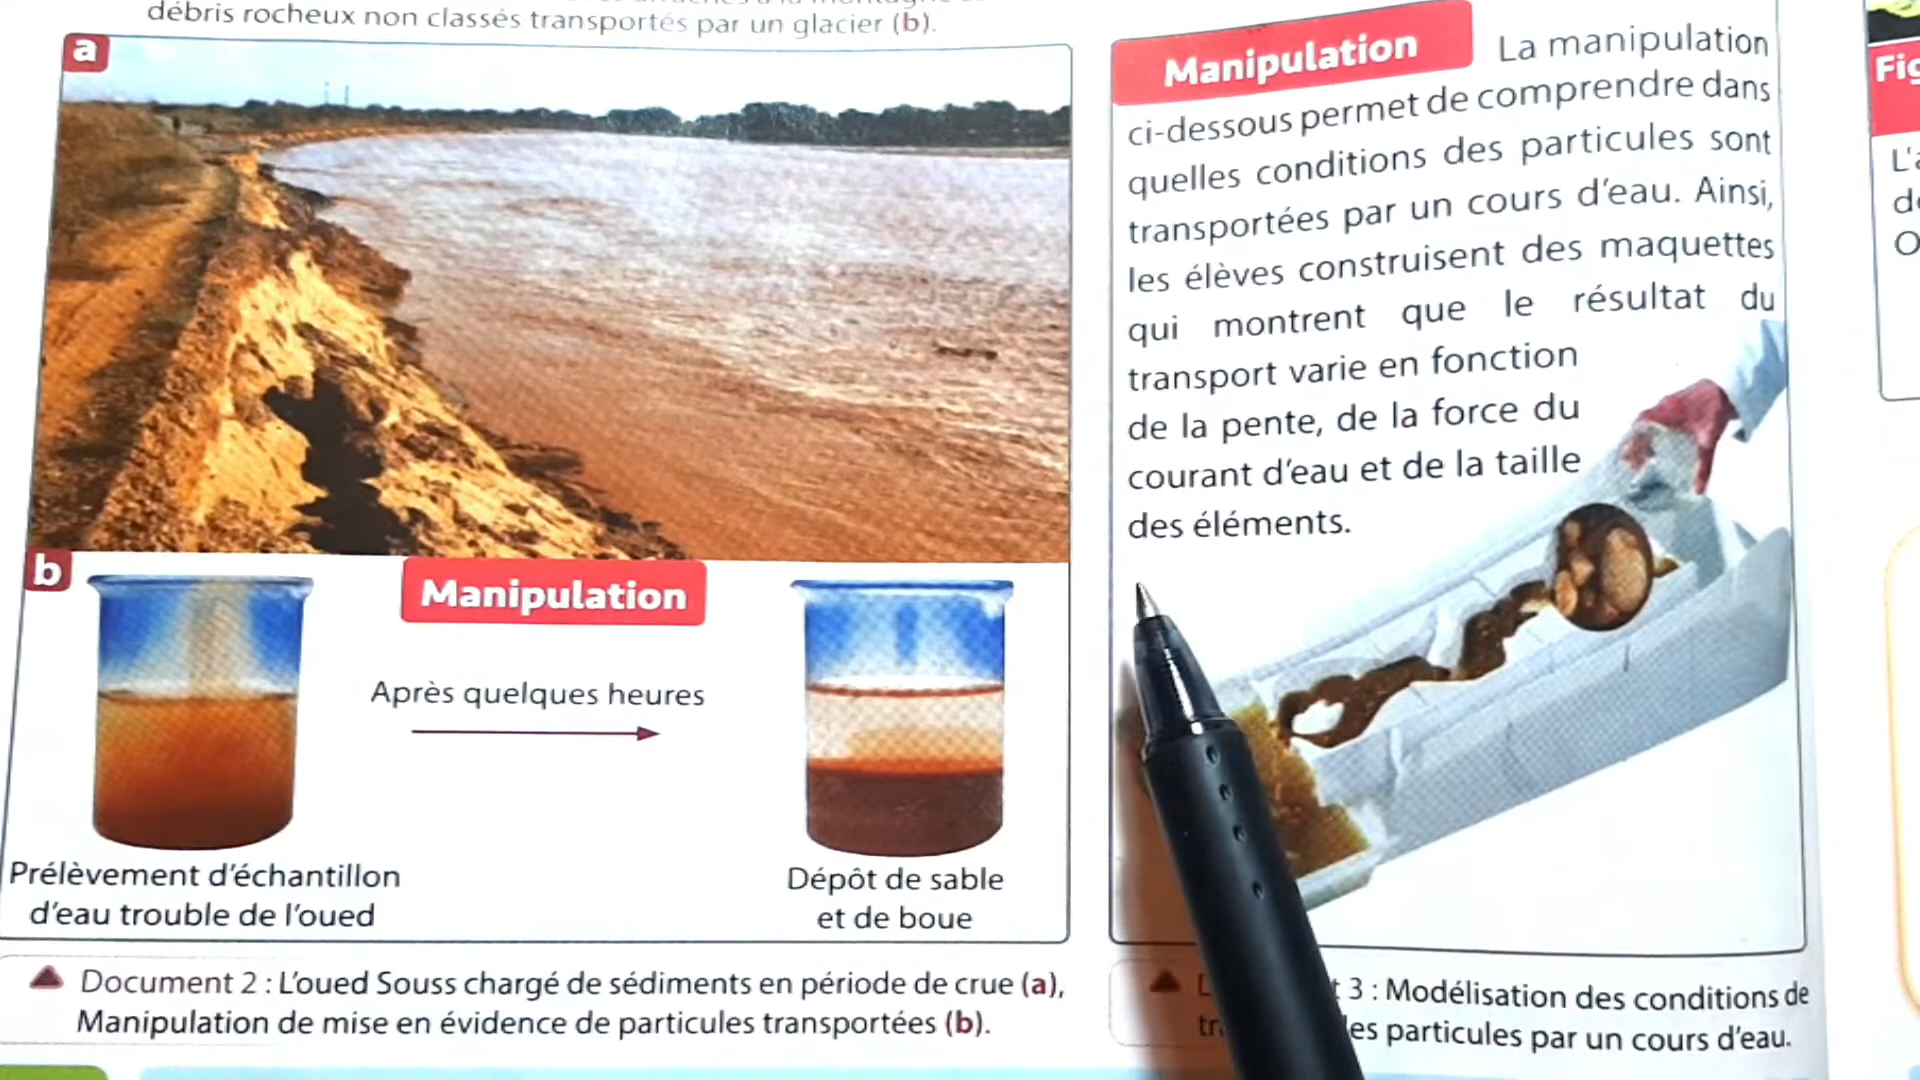 débris rocheux non classés transportés par un glacier (b).
a
b
Manipulation
Après quelques heures
Prélèvement d'échantillon
d'eau trouble de l'oued
Dépôt de sable
et de boue
Document 2 : L'oued Souss chargé de sédiments en période de crue (a),
Manipulation de mise en évidence de particules transportées (b).
Manipulation La manipulation
ci-dessous permet de comprendre dans
quelles conditions des particules sont
transportées par un cours d'eau. Ainsi,
les élèves construisent des maquettes
qui montrent que le résultat du
transport varie en fonction
de la pente, de la force du
courant d'eau et de la taille
des éléments.
3 : Modélisation des conditions de
particules par un cours d'eau.